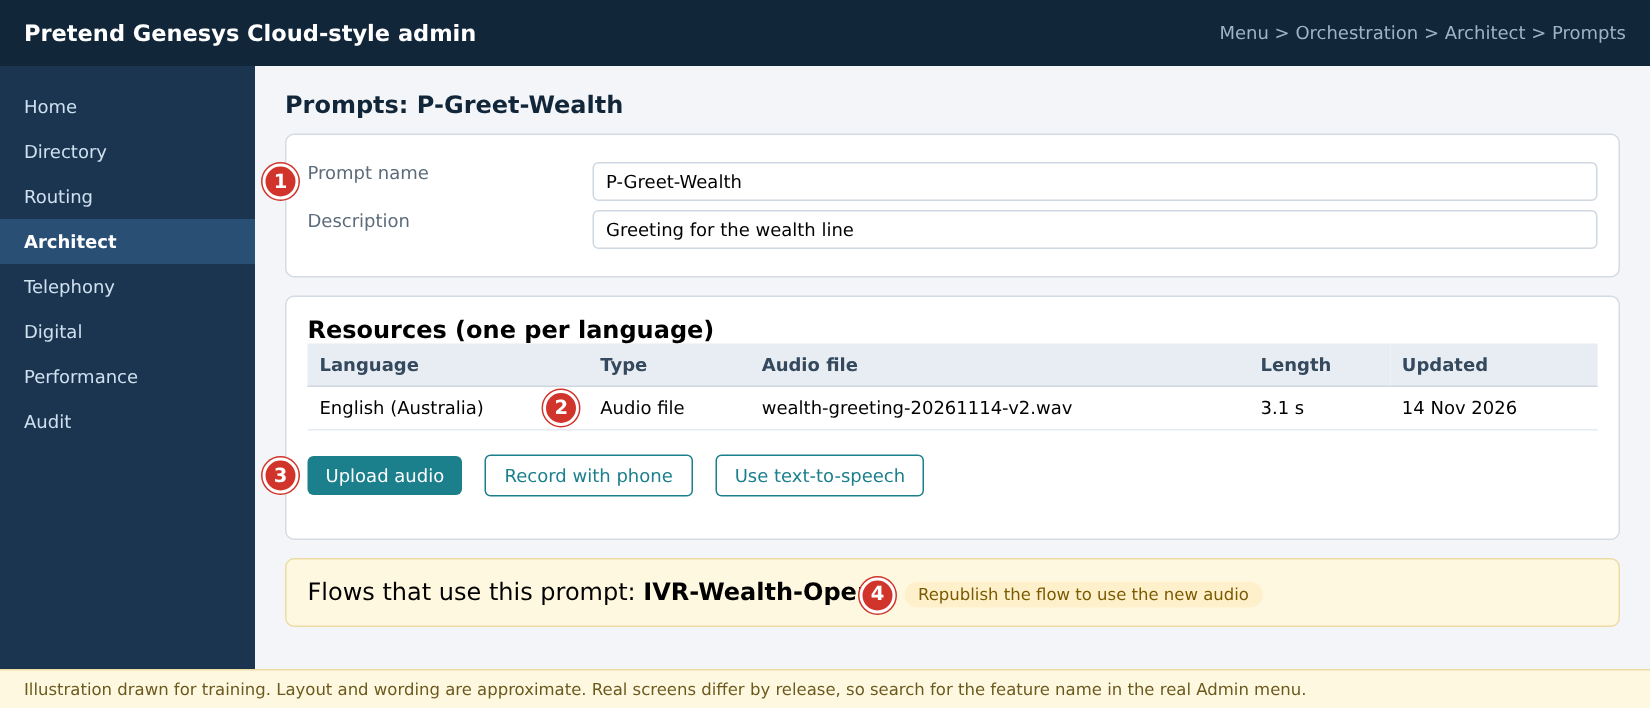 Pretend Genesys Cloud-style admin
Menu > Orchestration > Architect > Prompts
Home
Directory
Routing
Architect
Telephony
Digital
Performance
Audit
Prompts: P-Greet-Wealth
1 Prompt name P-Greet-Wealth
Description Greeting for the wealth line
Resources (one per language)
Language Type Audio file Length Updated
English (Australia) 2 Audio file wealth-greeting-20261114-v2.wav 3.1 s 14 Nov 2026
3 Upload audio Record with phone Use text-to-speech
Flows that use this prompt: 4 Republish the flow to use the new audio
Illustration drawn for training. Layout and wording are approximate. Real screens differ by release, so search for the feature name in the real Admin menu.